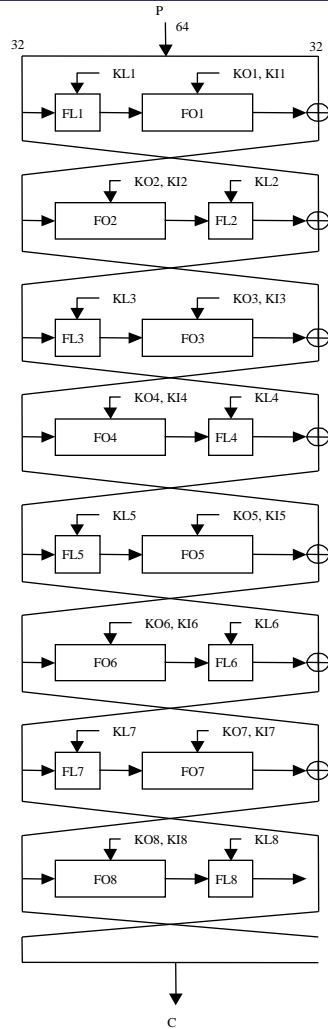 P
64
32 32
KL1 KO1, KI1
FL1 FO1
KO2, KI2 KL2
FO2 FL2
KL3 KO3, KI3
FL3 FO3
KO4, KI4 KL4
FO4 FL4
KL5 KO5, KI5
FL5 FO5
KO6, KI6 KL6
FO6 FL6
KL7 KO7, KI7
FL7 FO7
KO8, KI8 KL8
FO8 FL8
C